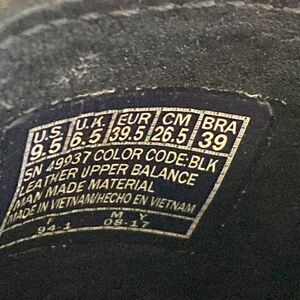 U.S. U.K. EUR CM BRA
9.5 6.5 39.5 26.5 39
SN 49937 COLOR CODE:BLK
LEATHER UPPER BALANCE
MAN MADE MATERIAL
MADE IN VIETNAM/HECHO EN VIETNAM
F M Y
94-1 08-17